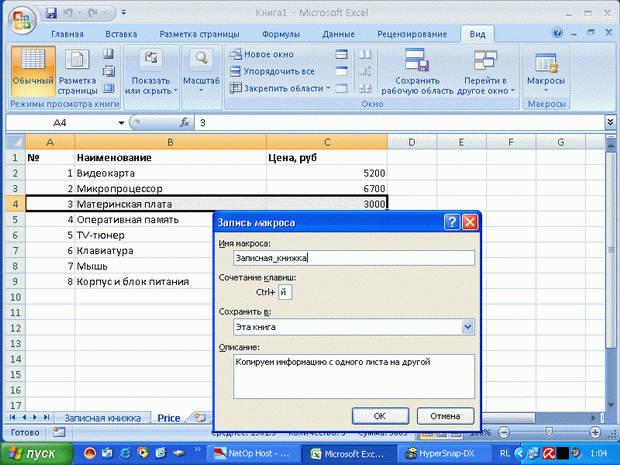 Книга1 - Microsoft Excel
Главная Вставка Разметка страницы Формулы Данные Рецензирование Вид
Обычный Разметка страницы
Режимы просмотра книги
Показать или скрыть
Масштаб
Новое окно
Упорядочить все
Закрепить области
Сохранить рабочую область
Перейти в другое окно
Окно
Макросы
Макросы
A4 fx 3
A B C D E F G
1 № Наименование Цена, руб
2 1 Видеокарта 5200
3 2 Микропроцессор 6700
4 3 Материнская плата 3000
5 4 Оперативная память
6 5 TV-тюнер
7 6 Клавиатура
8 7 Мышь
9 8 Корпус и блок питания
10
11
12
13
14
15
16
17
Запись макроса
Имя макроса:
Записная_книжка
Сочетание клавиш:
Ctrl+ й
Сохранить в:
Эта книга
Описание:
Копируем информацию с одного листа на другой
OK Отмена
Записная книжка Price
Готово 100%
пуск NetOp Host - ... Microsoft Exc... HyperSnap-DX RL 1:04